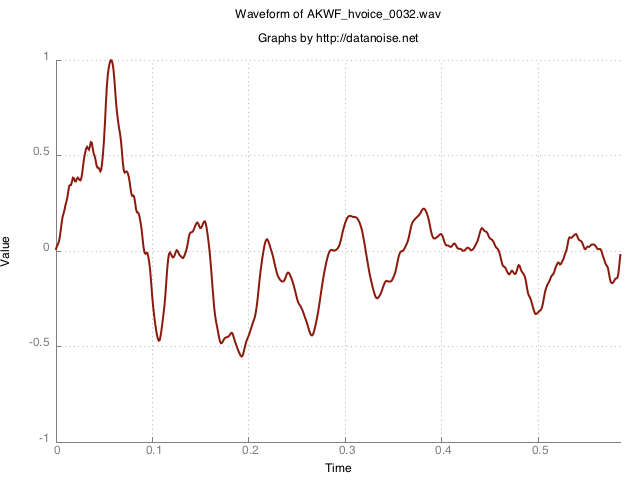 Waveform of AKWF_hvoice_0032.wav
Graphs by http://datanoise.net
1
0.5
0
-0.5
-1
Value
0 0.1 0.2 0.3 0.4 0.5
Time